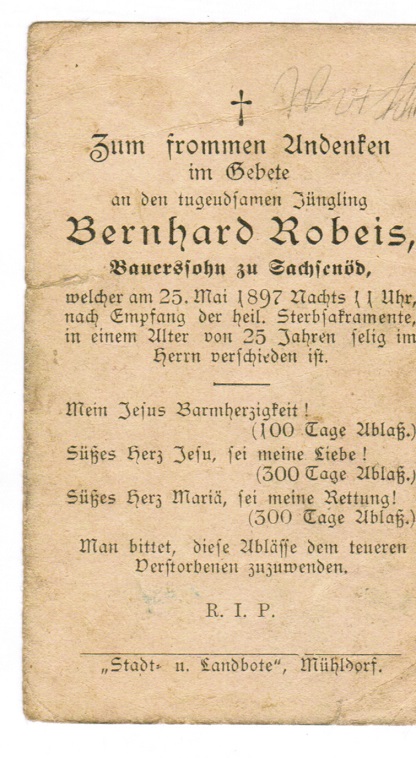 Zum frommen Andenken
im Gebete
an den tugendsamen Jüngling
Bernhard Robeis,
Bauerssohn zu Sachsenöd,
welcher am 25. Mai 1897 Nachts 11 Uhr,
nach Empfang der heil. Sterbsakramente,
in einem Alter von 25 Jahren selig im
Herrn verschieden ist.
Mein Jesus Barmherzigkeit!
(100 Tage Ablaß.)
Süßes Herz Jesu, sei meine Liebe!
(300 Tage Ablaß.)
Süßes Herz Mariä, sei meine Rettung!
(300 Tage Ablaß.)
Man bittet, diese Ablässe dem teueren
Verstorbenen zuzuwenden.
R. I. P.
„Stadt- u. Landbote“, Mühldorf.